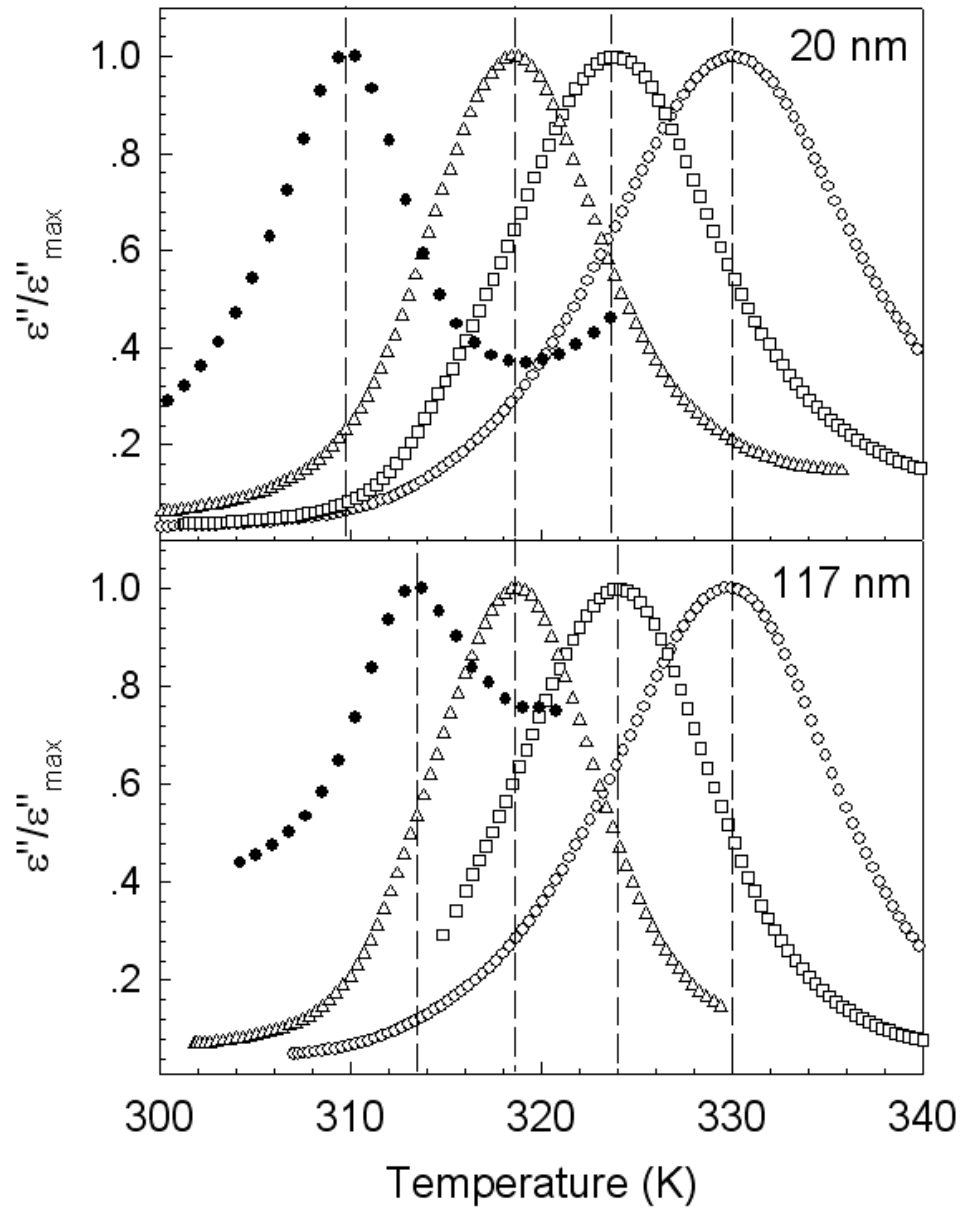 20 nm
1.0
.8
.6
.4
.2
ε"/ε"max
117 nm
1.0
.8
.6
.4
.2
ε"/ε"max
300 310 320 330 340
Temperature (K)